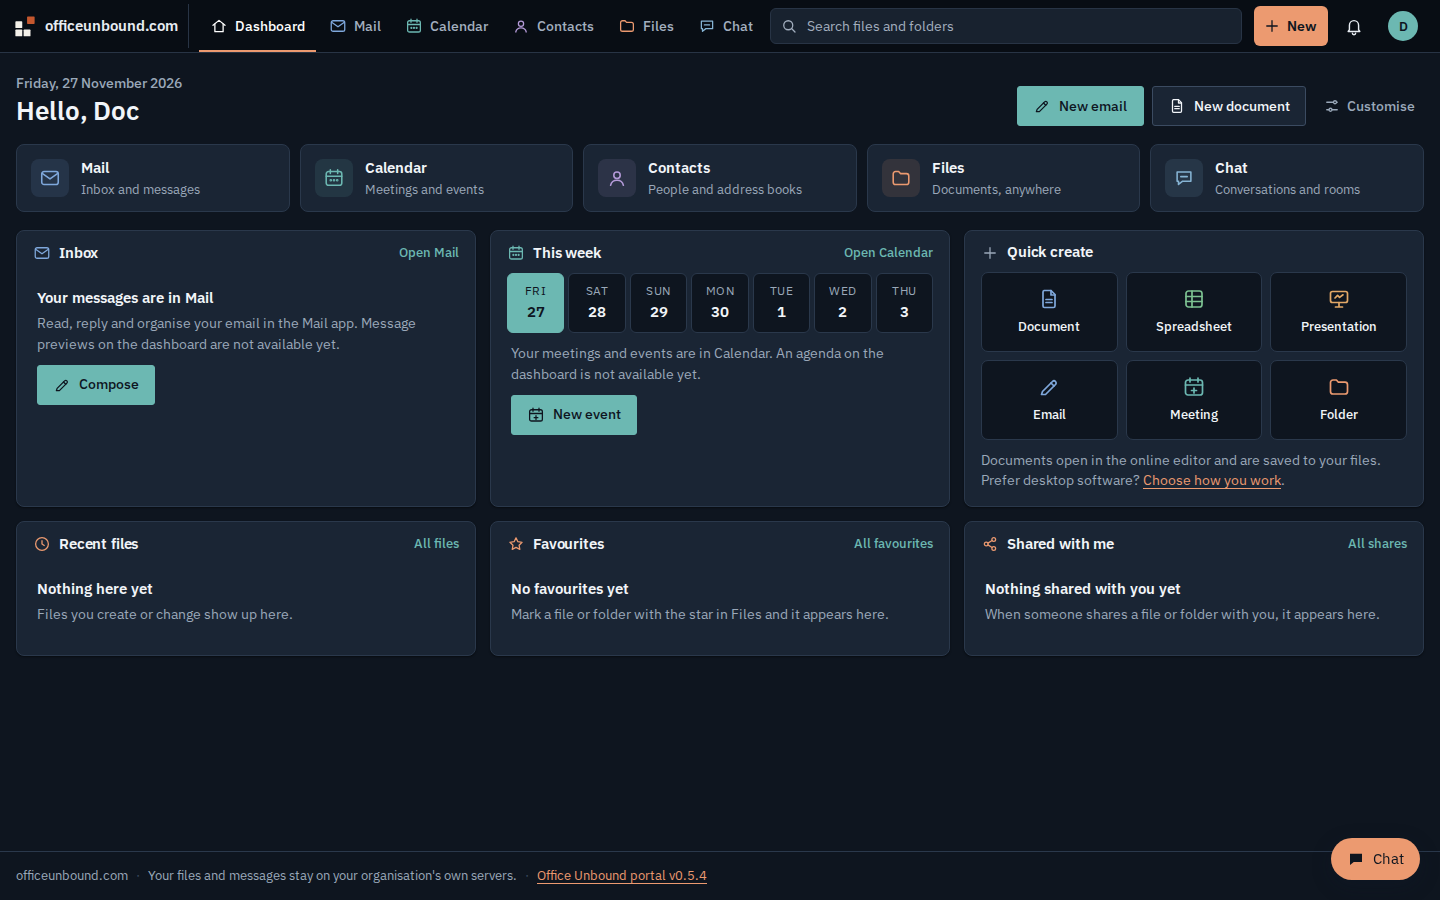 officeunbound.com
Dashboard
Mail
Calendar
Contacts
Files
Chat
Search files and folders
New
D
Friday, 27 November 2026
Hello, Doc
New email
New document
Customise
Mail
Inbox and messages
Calendar
Meetings and events
Contacts
People and address books
Files
Documents, anywhere
Chat
Conversations and rooms
Inbox
Open Mail
Your messages are in Mail
Read, reply and organise your email in the Mail app. Message
previews on the dashboard are not available yet.
Compose
This week
Open Calendar
FRI
27
SAT
28
SUN
29
MON
30
TUE
1
WED
2
THU
3
Your meetings and events are in Calendar. An agenda on the
dashboard is not available yet.
New event
Quick create
Document
Spreadsheet
Presentation
Email
Meeting
Folder
Documents open in the online editor and are saved to your files.
Prefer desktop software? Choose how you work.
Recent files
All files
Nothing here yet
Files you create or change show up here.
Favourites
All favourites
No favourites yet
Mark a file or folder with the star in Files and it appears here.
Shared with me
All shares
Nothing shared with you yet
When someone shares a file or folder with you, it appears here.
officeunbound.com · Your files and messages stay on your organisation's own servers. · Office Unbound portal v0.5.4
Chat